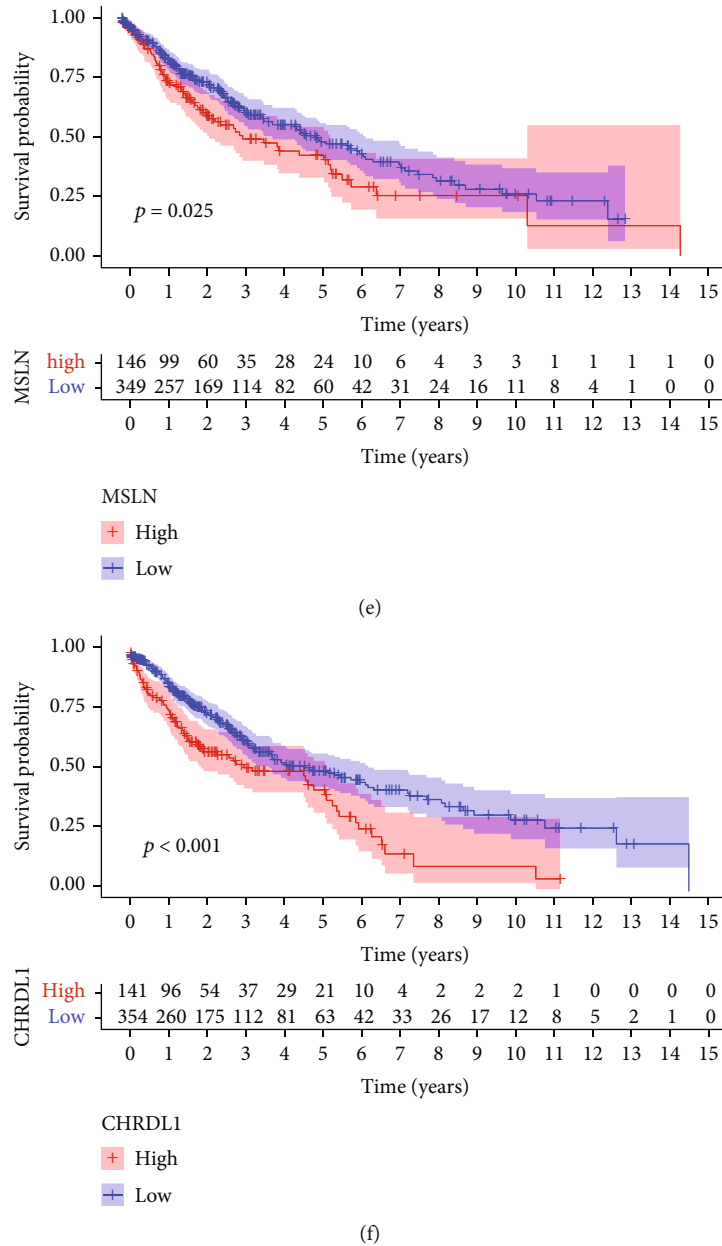 1.00
0.75
0.50
0.25
0.00
Survival probability
p = 0.025
0 1 2 3 4 5 6 7 8 9 10 11 12 13 14 15
Time (years)
MSLN
high 146 99 60 35 28 24 10 6 4 3 3 1 1 1 1 0
Low 349 257 169 114 82 60 42 31 24 16 11 8 4 1 0 0
0 1 2 3 4 5 6 7 8 9 10 11 12 13 14 15
Time (years)
MSLN
High
Low
(e)
1.00
0.75
0.50
0.25
0.00
Survival probability
p < 0.001
0 1 2 3 4 5 6 7 8 9 10 11 12 13 14 15
Time (years)
CHRDL1
High 141 96 54 37 29 21 10 4 2 2 2 1 0 0 0 0
Low 354 260 175 112 81 63 42 33 26 17 12 8 5 2 1 0
0 1 2 3 4 5 6 7 8 9 10 11 12 13 14 15
Time (years)
CHRDL1
High
Low
(f)